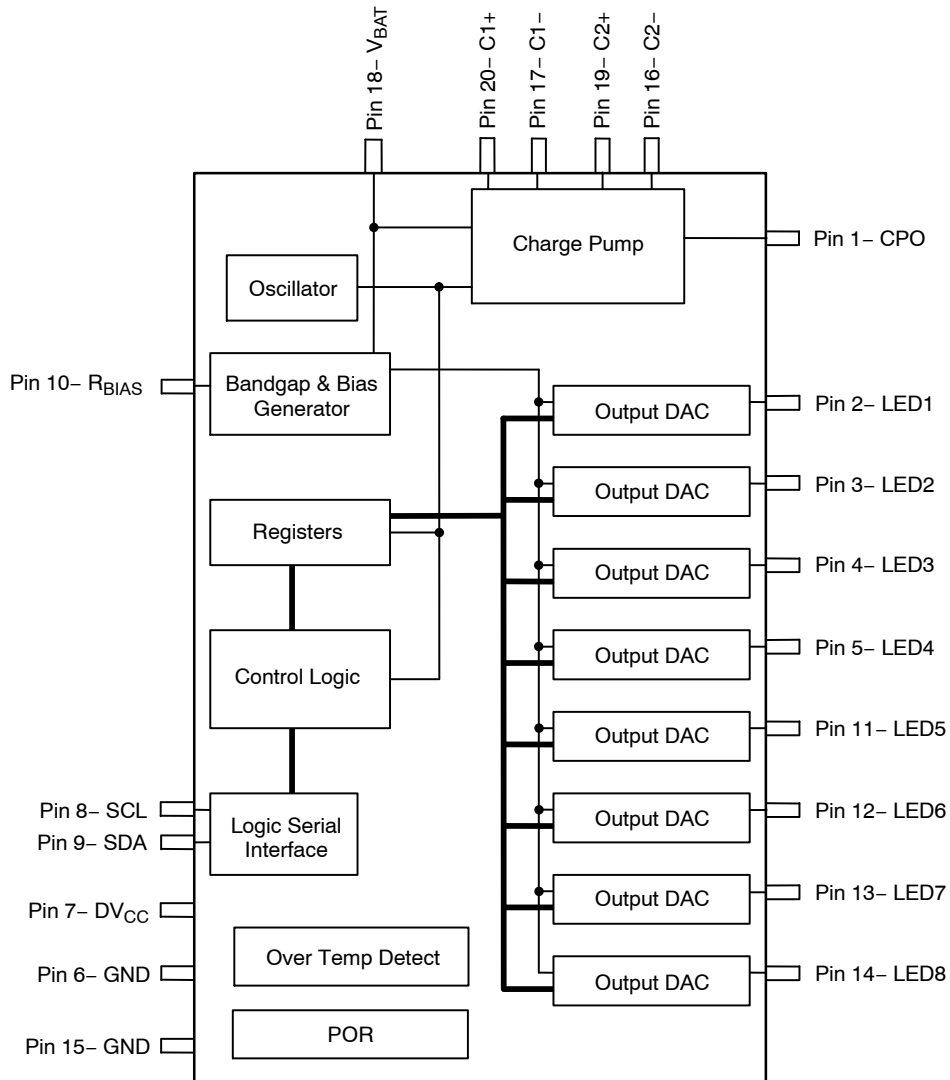 Pin 18– VBAT
Pin 20– C1+
Pin 17– C1–
Pin 19– C2+
Pin 16– C2–
Charge Pump
Pin 1– CPO
Oscillator
Pin 10– RBIAS
Bandgap & Bias
Generator
Output DAC
Pin 2– LED1
Output DAC
Pin 3– LED2
Registers
Output DAC
Pin 4– LED3
Control Logic
Output DAC
Pin 5– LED4
Output DAC
Pin 11– LED5
Pin 8– SCL
Pin 9– SDA
Logic Serial
Interface
Output DAC
Pin 12– LED6
Output DAC
Pin 13– LED7
Pin 7– DVCC
Over Temp Detect
Pin 6– GND
Output DAC
Pin 14– LED8
POR
Pin 15– GND